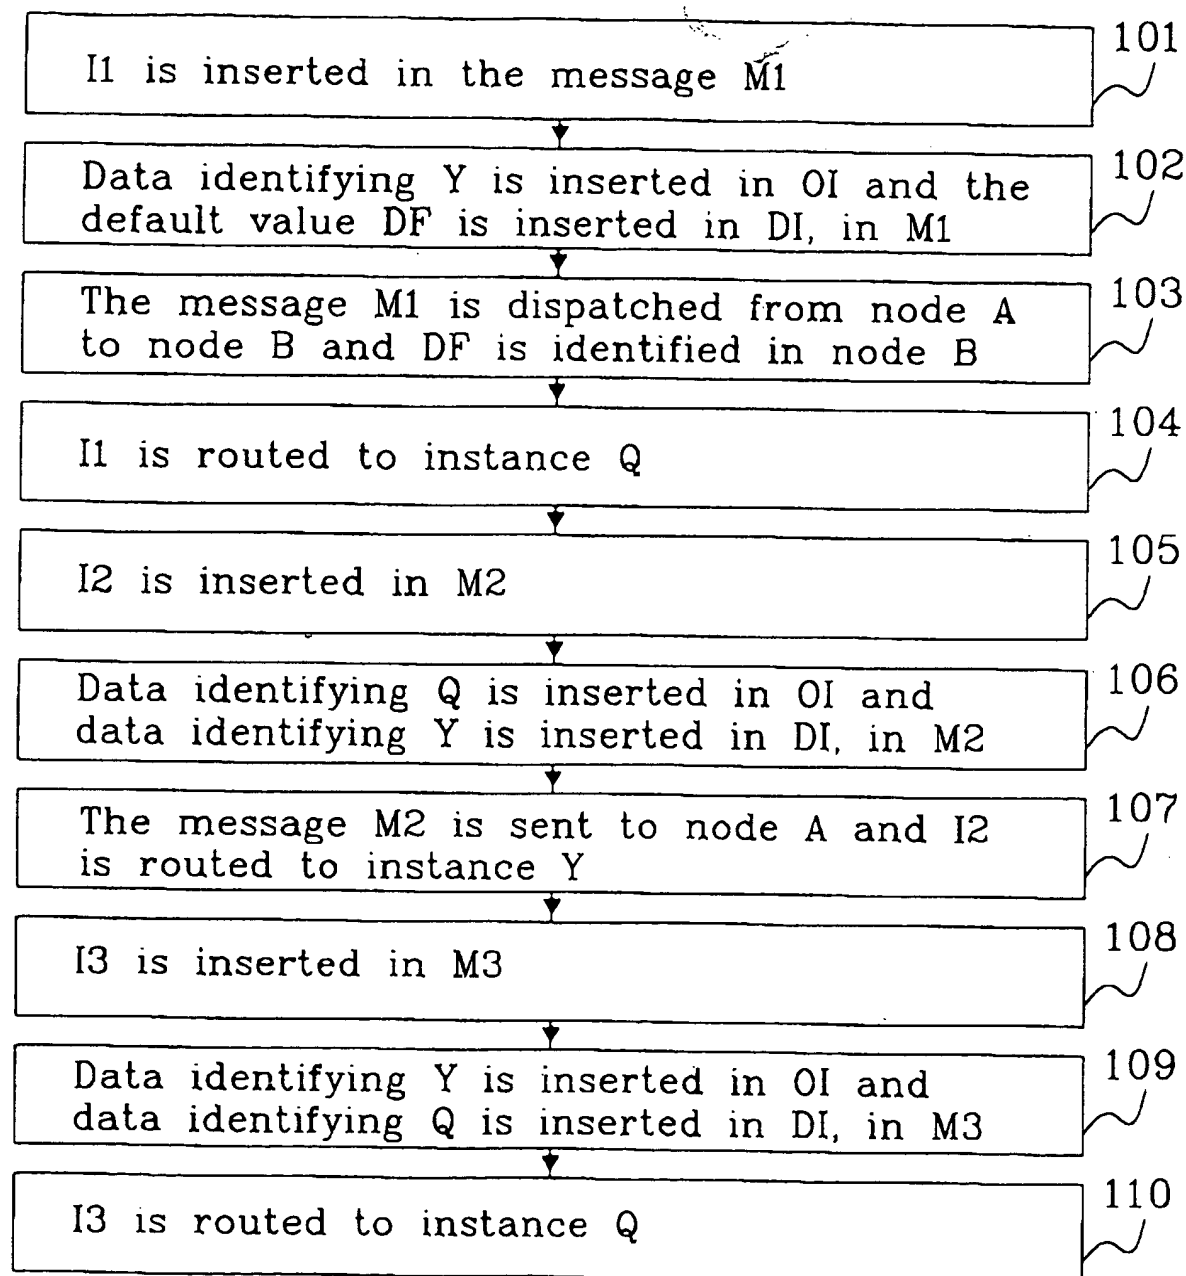 101
I1 is inserted in the message M1
102
Data identifying Y is inserted in OI and the
default value DF is inserted in DI, in M1
103
The message M1 is dispatched from node A
to node B and DF is identified in node B
104
I1 is routed to instance Q
105
I2 is inserted in M2
106
Data identifying Q is inserted in OI and
data identifying Y is inserted in DI, in M2
107
The message M2 is sent to node A and I2
is routed to instance Y
108
I3 is inserted in M3
109
Data identifying Y is inserted in OI and
data identifying Q is inserted in DI, in M3
110
I3 is routed to instance Q